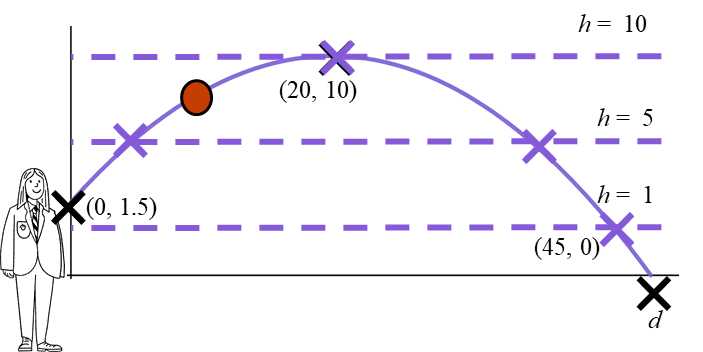 h = 10
(20, 10)
h = 5
h = 1
(0, 1.5)
(45, 0)
d